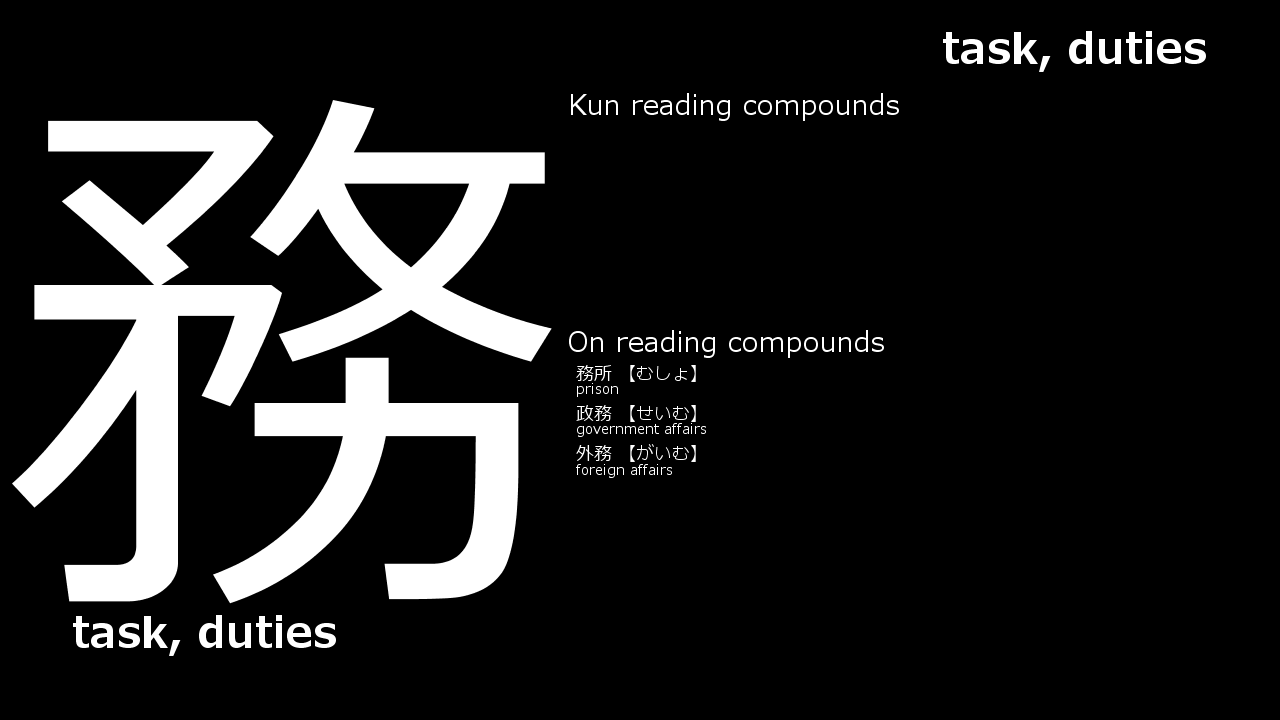 task, duties
Kun reading compounds
務
On reading compounds
務所 【むしょ】
prison
政務 【せいむ】
government affairs
外務 【がいむ】
foreign affairs
task, duties